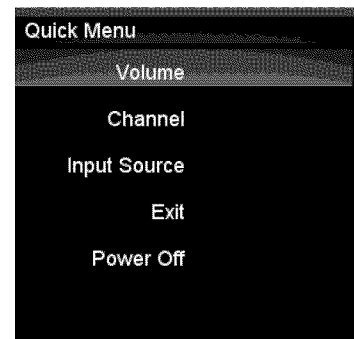 Quick Menu
Volume
Channel
Input Source
Exit
Power Off